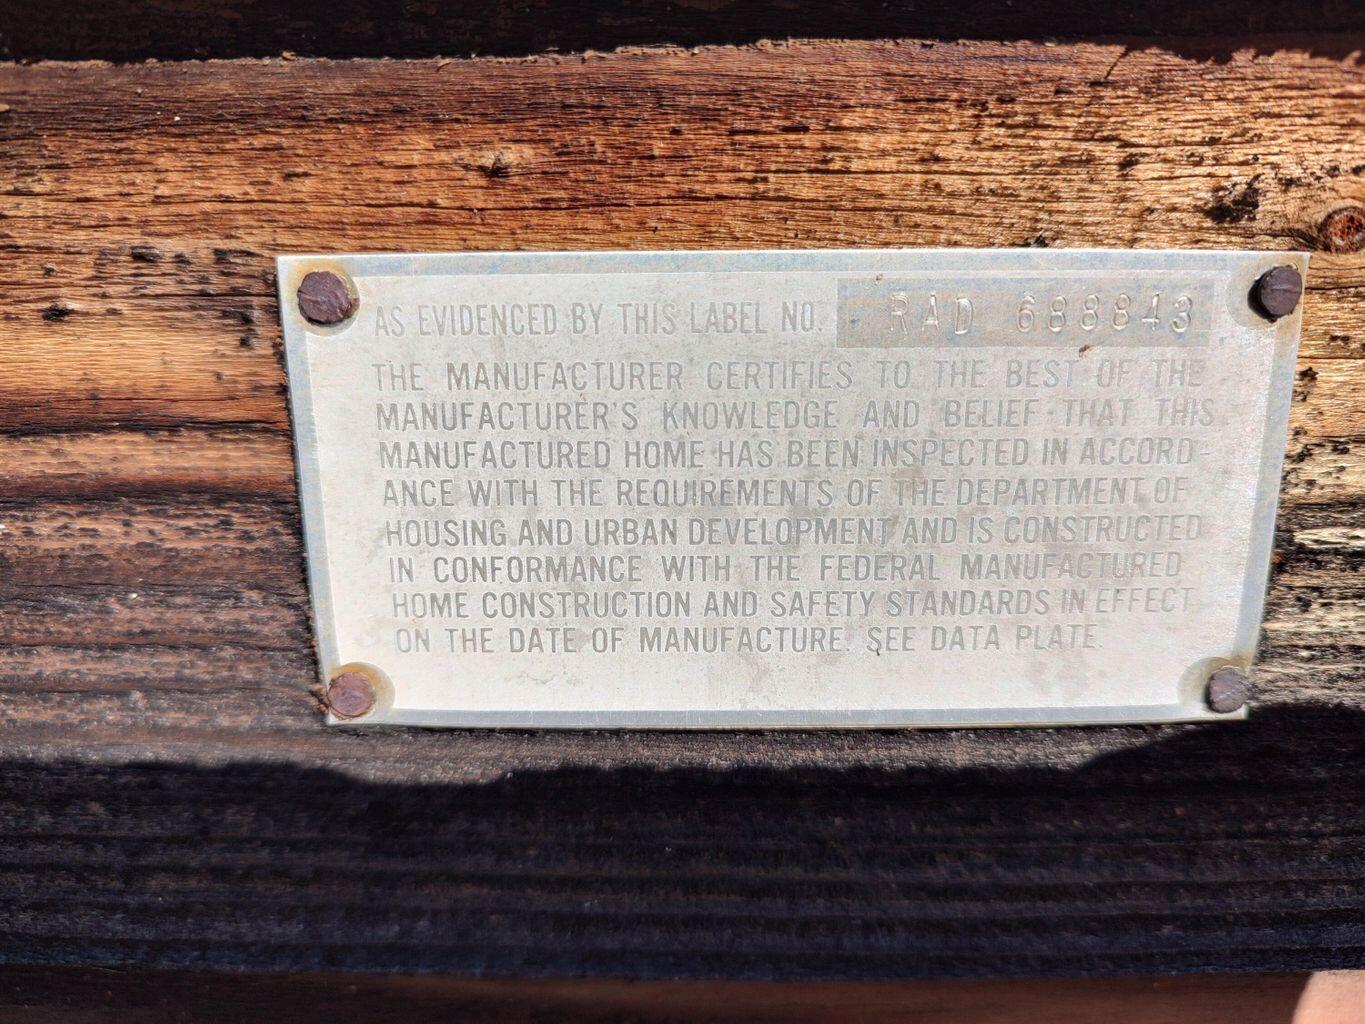 AS EVIDENCED BY THIS LABEL NO. RAD 688843
THE MANUFACTURER CERTIFIES TO THE BEST OF THE
MANUFACTURER'S KNOWLEDGE AND BELIEF THAT THIS
MANUFACTURED HOME HAS BEEN INSPECTED IN ACCORD-
ANCE WITH THE REQUIREMENTS OF THE DEPARTMENT OF
HOUSING AND URBAN DEVELOPMENT AND IS CONSTRUCTED
IN CONFORMANCE WITH THE FEDERAL MANUFACTURED
HOME CONSTRUCTION AND SAFETY STANDARDS IN EFFECT
ON THE DATE OF MANUFACTURE. SEE DATA PLATE.